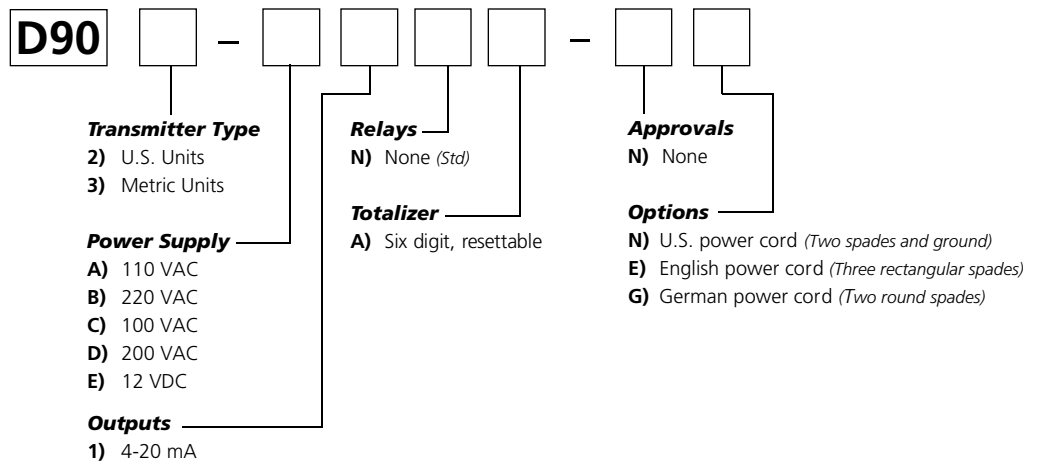 D90 – –
Transmitter Type
2) U.S. Units
3) Metric Units
Power Supply
A) 110 VAC
B) 220 VAC
C) 100 VAC
D) 200 VAC
E) 12 VDC
Outputs
1) 4-20 mA
Relays
N) None (Std)
Totalizer
A) Six digit, resettable
Approvals
N) None
Options
N) U.S. power cord (Two spades and ground)
E) English power cord (Three rectangular spades)
G) German power cord (Two round spades)